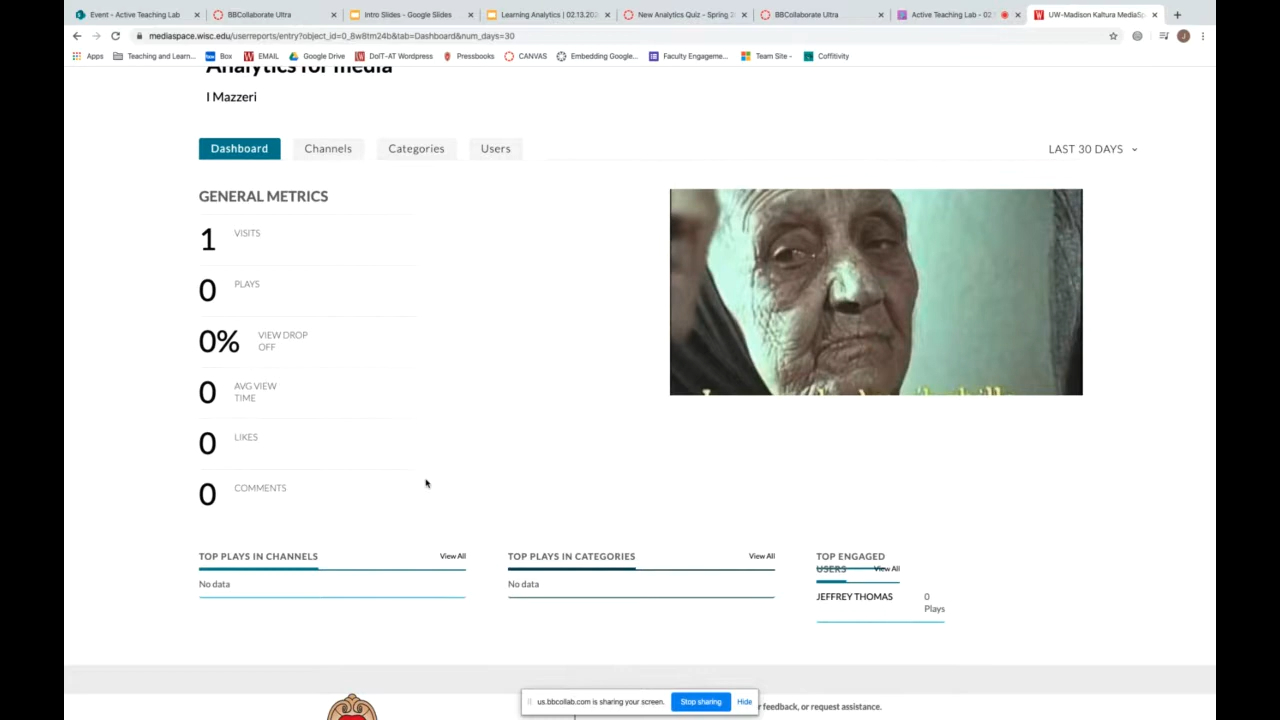 Event - Active Teaching Lab
BBCollaborate Ultra
Intro Slides - Google Slides
Learning Analytics | 02.13.202
New Analytics Quiz - Spring 2
BBCollaborate Ultra
Active Teaching Lab - 02
UW-Madison Kaltura MediaSp
mediaspace.wisc.edu/userreports/entry?object_id=0_8w8tm24b&tab=Dashboard&num_days=30
Apps
Teaching and Learn...
Box
EMAIL
Google Drive
DoIT-AT Wordpress
Pressbooks
CANVAS
Embedding Google...
Faculty Engageme...
Team Site -
Coffitivity
Analytics for media
I Mazzeri
Dashboard
Channels
Categories
Users
LAST 30 DAYS
GENERAL METRICS
1 VISITS
0 PLAYS
0% VIEW DROP
OFF
0 AVG VIEW
TIME
0 LIKES
0 COMMENTS
TOP PLAYS IN CHANNELS View All
No data
TOP PLAYS IN CATEGORIES View All
No data
TOP ENGAGED
USERS View All
JEFFREY THOMAS 0
Plays
us.bbcollab.com is sharing your screen.
Stop sharing
Hide
feedback, or request assistance.